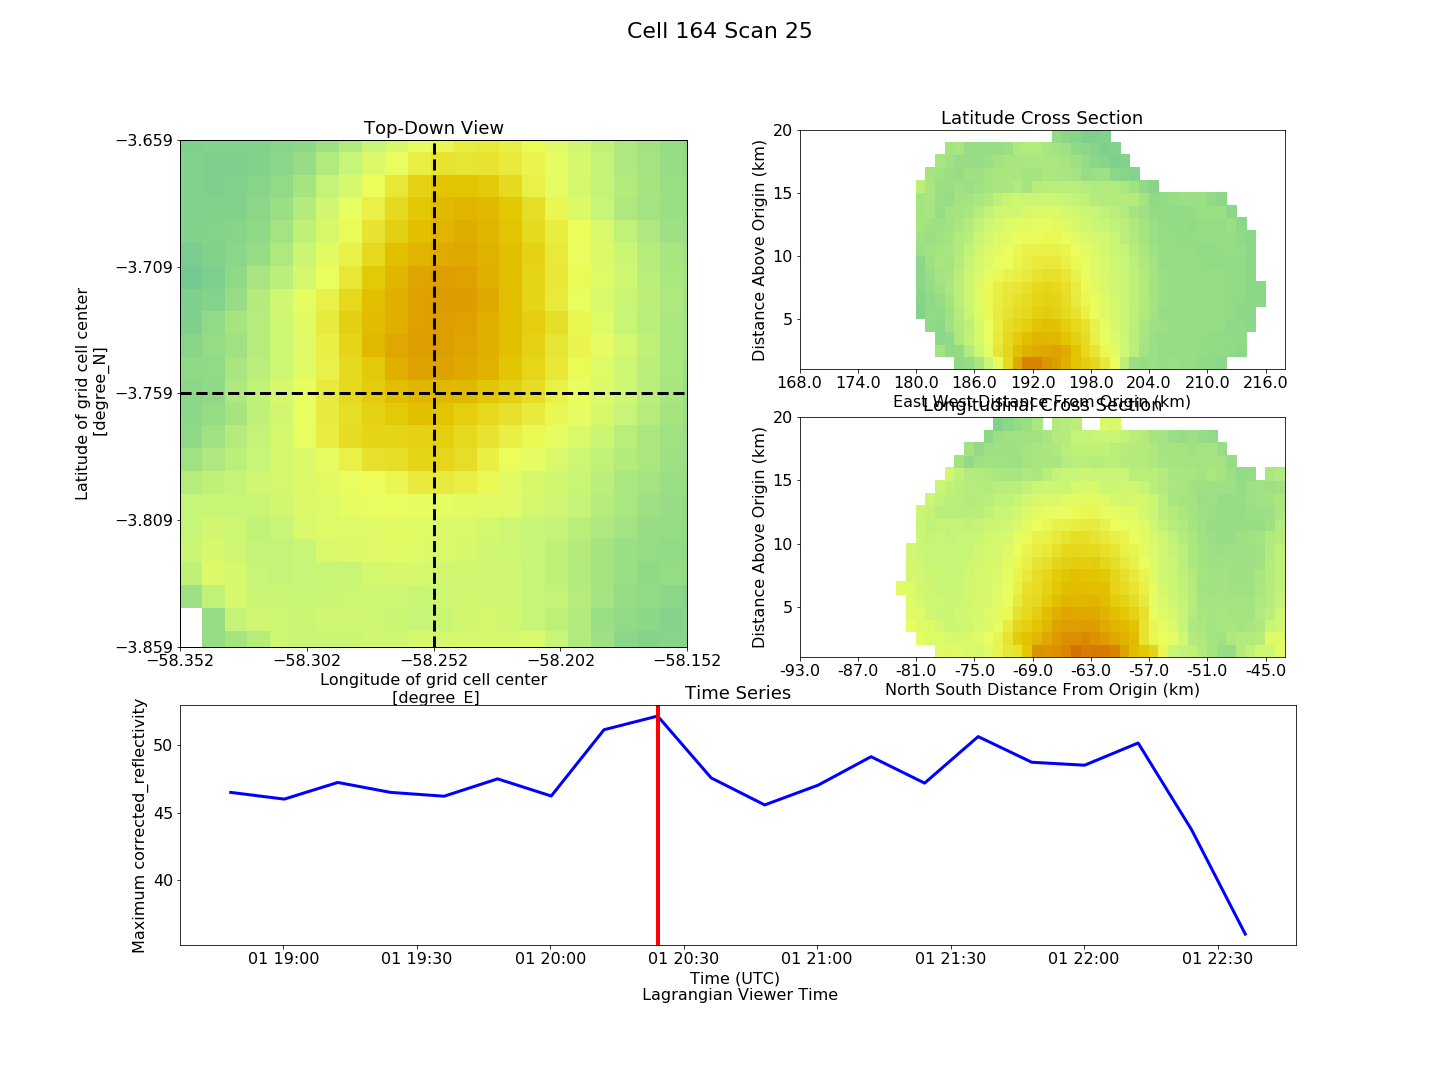 Cell 164 Scan 25
Top-Down View
−3.659
−3.709
−3.759
−3.809
−3.859
Latitude of grid cell center
[degree_N]
−58.352 −58.302 −58.252 −58.202 −58.152
Longitude of grid cell center
[degree_E]
Latitude Cross Section
20
15
10
5
Distance Above Origin (km)
168.0 174.0 180.0 186.0 192.0 198.0 204.0 210.0 216.0
East West Distance From Origin (km)
Longitudinal Cross Section
20
15
10
5
Distance Above Origin (km)
-93.0 -87.0 -81.0 -75.0 -69.0 -63.0 -57.0 -51.0 -45.0
North South Distance From Origin (km)
Time Series
50
45
40
Maximum corrected_reflectivity
01 19:00 01 19:30 01 20:00 01 20:30 01 21:00 01 21:30 01 22:00 01 22:30
Time (UTC)
Lagrangian Viewer Time